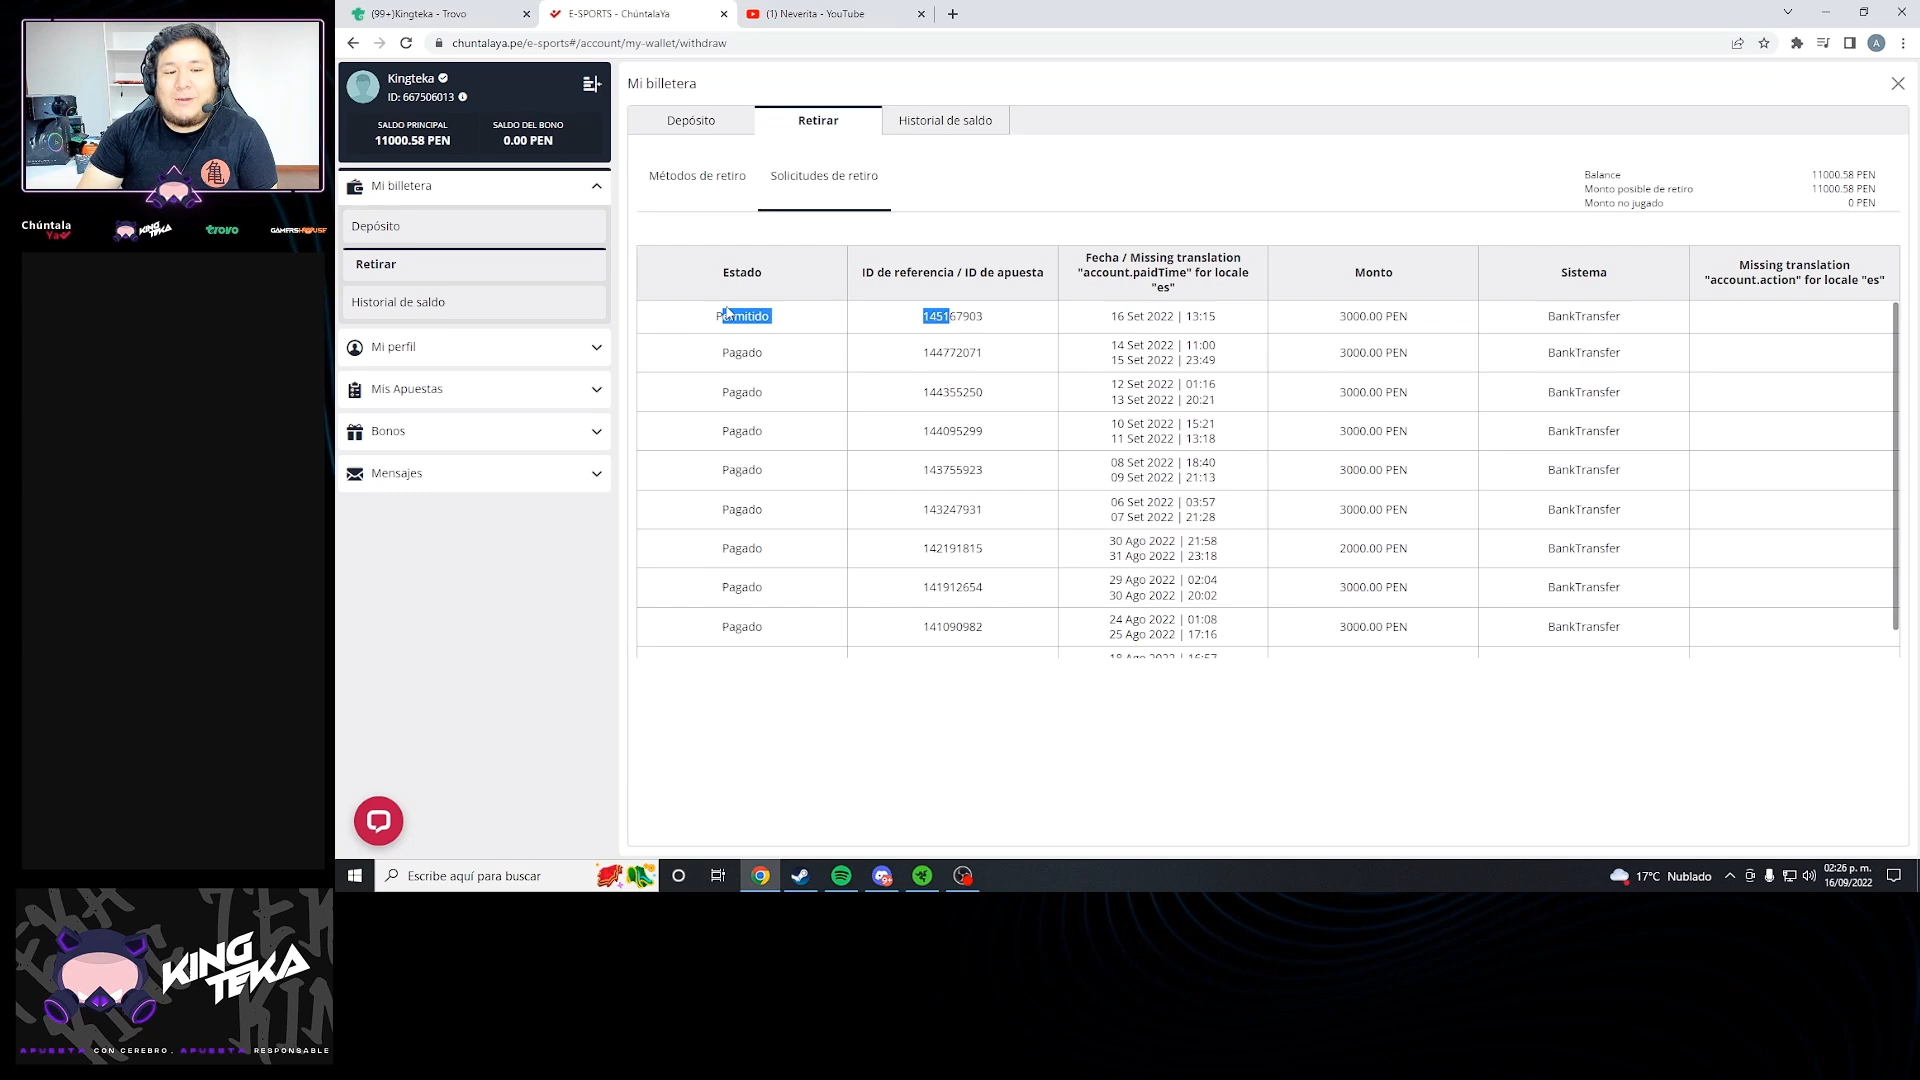 (99+)Kingteka - Trovo
E-SPORTS - ChúntalaYa
(1) Neverita - YouTube
chuntalaya.pe/e-sports#/account/my-wallet/withdraw
Chúntala
Ya
KING
TEKA
trovo
GAMERSHOUSE
Kingteka
ID: 667506013
SALDO PRINCIPAL
11000.58 PEN
SALDO DEL BONO
0.00 PEN
Mi billetera
Depósito
Retirar
Historial de saldo
Mi perfil
Mis Apuestas
Bonos
Mensajes
Mi billetera
Depósito
Retirar
Historial de saldo
Métodos de retiro
Solicitudes de retiro
Balance 11000.58 PEN
Monto posible de retiro 11000.58 PEN
Monto no jugado 0 PEN
Estado
ID de referencia / ID de apuesta
Fecha / Missing translation
"account.paidTime" for locale
"es"
Monto
Sistema
Missing translation
"account.action" for locale "es"
Permitido 145167903 16 Set 2022 | 13:15 3000.00 PEN BankTransfer
Pagado 144772071 14 Set 2022 | 11:00
15 Set 2022 | 23:49 3000.00 PEN BankTransfer
Pagado 144355250 12 Set 2022 | 01:16
13 Set 2022 | 20:21 3000.00 PEN BankTransfer
Pagado 144095299 10 Set 2022 | 15:21
11 Set 2022 | 13:18 3000.00 PEN BankTransfer
Pagado 143755923 08 Set 2022 | 18:40
09 Set 2022 | 21:13 3000.00 PEN BankTransfer
Pagado 143247931 06 Set 2022 | 03:57
07 Set 2022 | 21:28 3000.00 PEN BankTransfer
Pagado 142191815 30 Ago 2022 | 21:58
31 Ago 2022 | 23:18 2000.00 PEN BankTransfer
Pagado 141912654 29 Ago 2022 | 02:04
30 Ago 2022 | 20:02 3000.00 PEN BankTransfer
Pagado 141090982 24 Ago 2022 | 01:08
25 Ago 2022 | 17:16 3000.00 PEN BankTransfer
18 Ago 2022 | 16:57
Escribe aquí para buscar
17°C Nublado
02:26 p. m.
16/09/2022
KING
TEKA
APUESTA CON CEREBRO, APUESTA RESPONSABLE